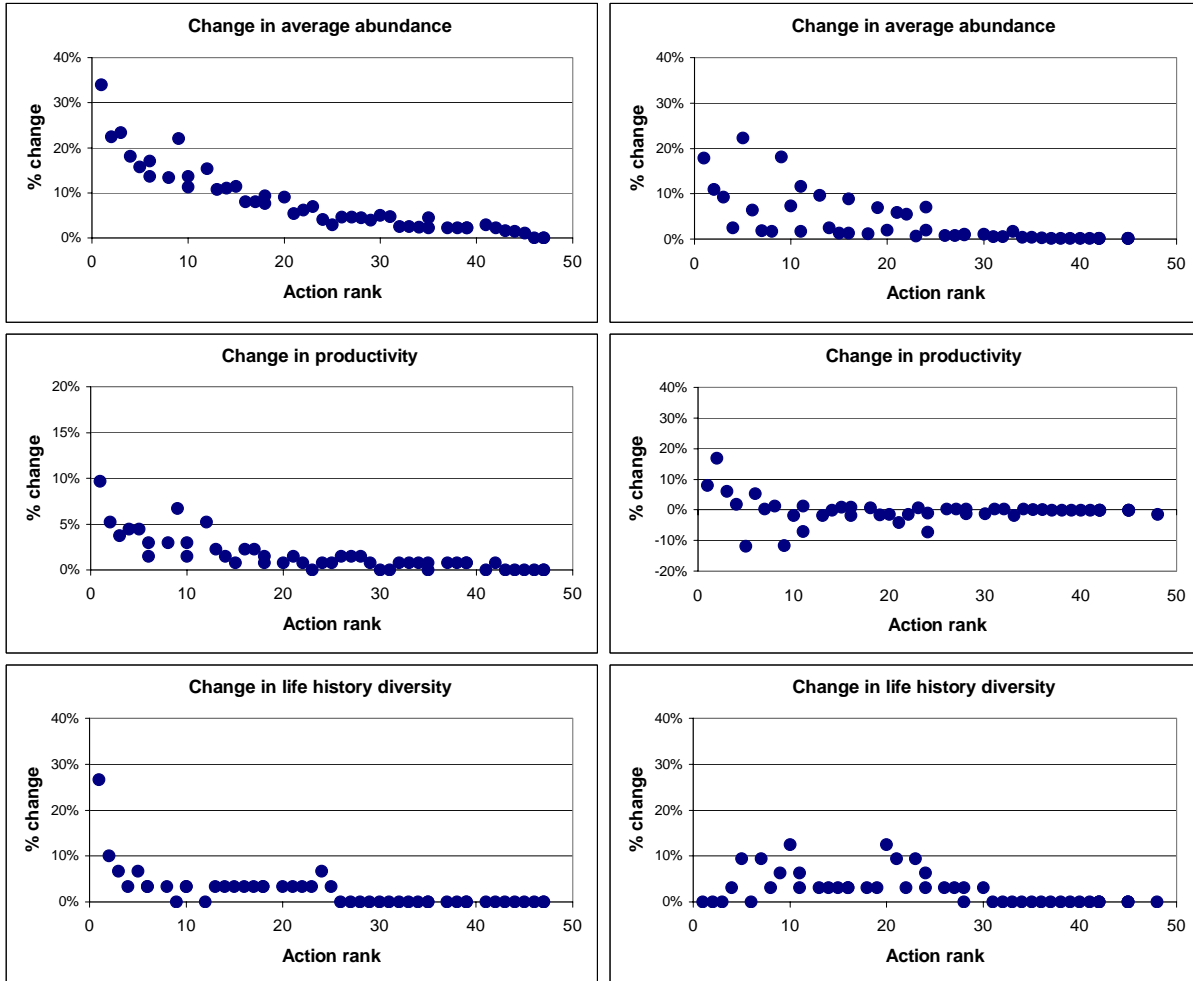 Change in average abundance
40%
30%
20%
10%
0%
% change
0 10 20 30 40 50
Action rank
Change in average abundance
40%
30%
20%
10%
0%
% change
0 10 20 30 40 50
Action rank
Change in productivity
20%
15%
10%
5%
0%
% change
0 10 20 30 40 50
Action rank
Change in productivity
40%
30%
20%
10%
0%
-10%
-20%
% change
0 10 20 30 40 50
Action rank
Change in life history diversity
40%
30%
20%
10%
0%
% change
0 10 20 30 40 50
Action rank
Change in life history diversity
40%
30%
20%
10%
0%
% change
0 10 20 30 40 50
Action rank